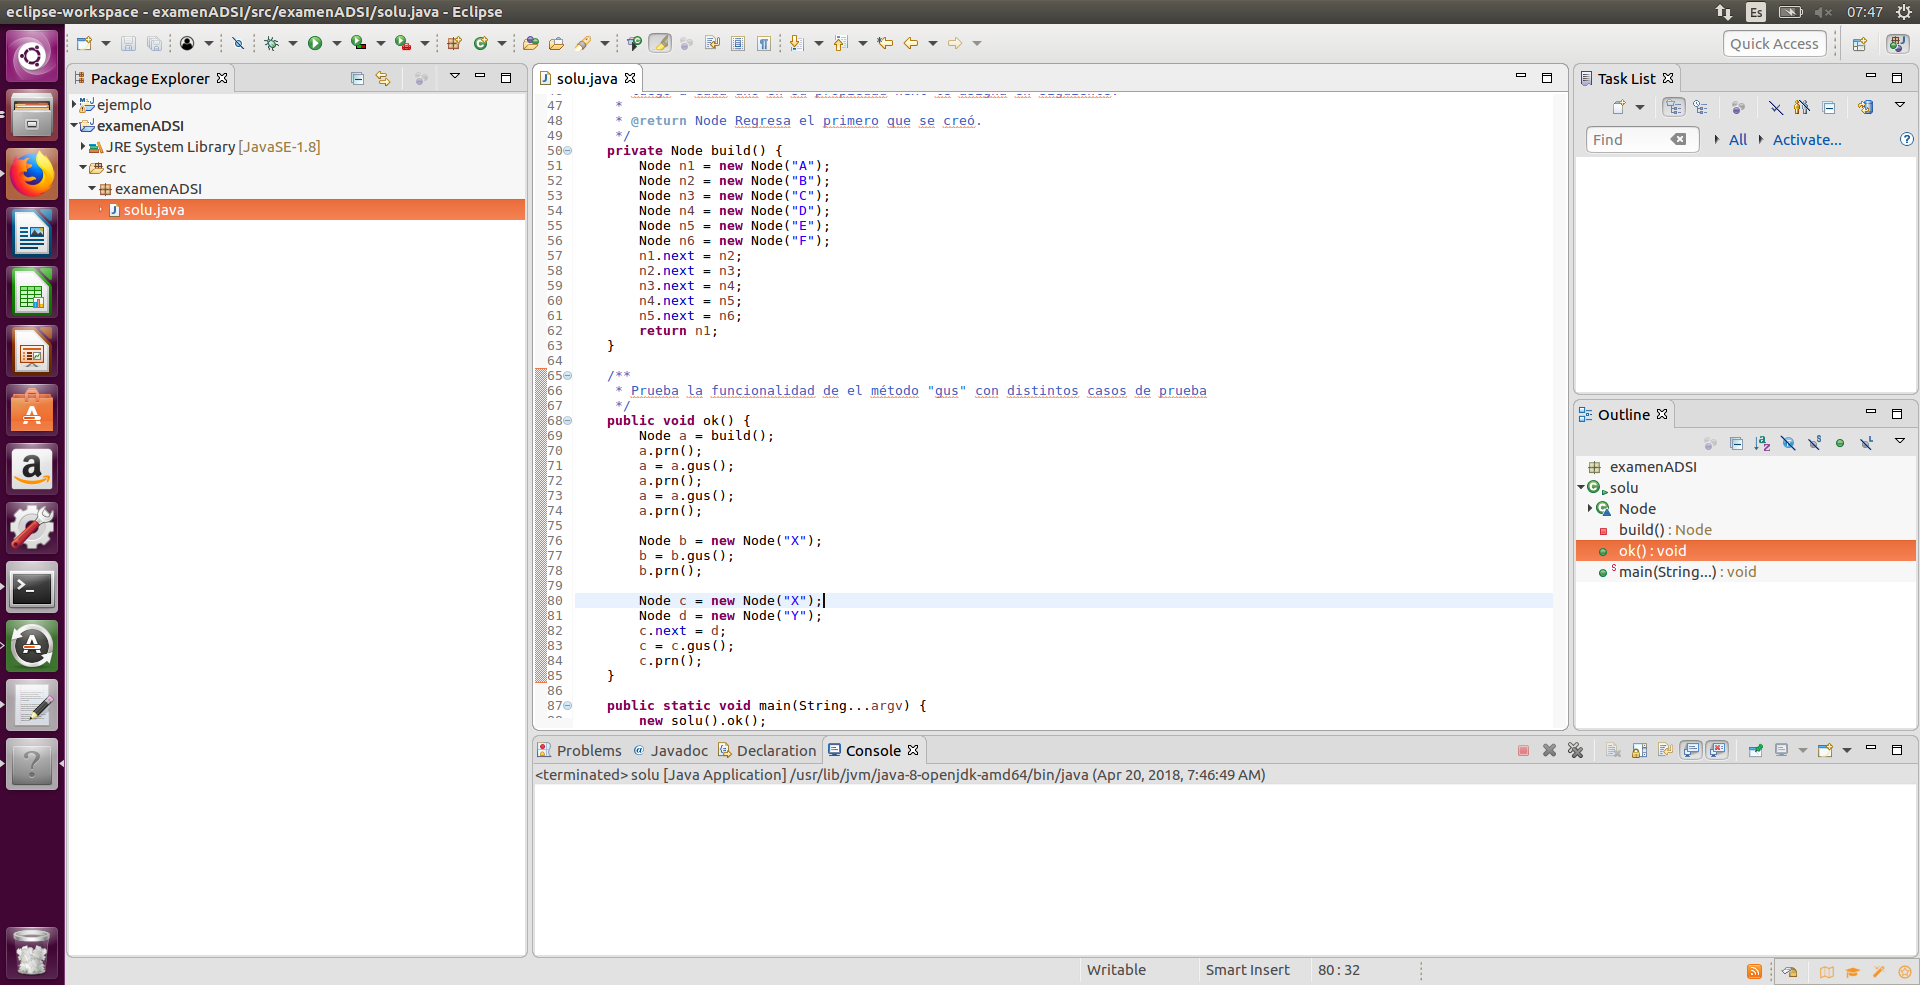 eclipse-workspace - examenADSI/src/examenADSI/solu.java - Eclipse
Es
07:47
Quick Access
Package Explorer
ejemplo
examenADSI
JRE System Library [JavaSE-1.8]
src
examenADSI
solu.java
solu.java
47 *
48 * @return Node Regresa el primero que se creó.
49 */
50 private Node build() {
51 Node n1 = new Node("A");
52 Node n2 = new Node("B");
53 Node n3 = new Node("C");
54 Node n4 = new Node("D");
55 Node n5 = new Node("E");
56 Node n6 = new Node("F");
57 n1.next = n2;
58 n2.next = n3;
59 n3.next = n4;
60 n4.next = n5;
61 n5.next = n6;
62 return n1;
63 }
64
65 /**
66 * Prueba la funcionalidad de el método "gus" con distintos casos de prueba
67 */
68 public void ok() {
69 Node a = build();
70 a.prn();
71 a = a.gus();
72 a.prn();
73 a = a.gus();
74 a.prn();
75
76 Node b = new Node("X");
77 b = b.gus();
78 b.prn();
79
80 Node c = new Node("X");
81 Node d = new Node("Y");
82 c.next = d;
83 c = c.gus();
84 c.prn();
85 }
86
87 public static void main(String...argv) {
new solu().ok();
Task List
Find
All
Activate...
Outline
examenADSI
solu
Node
build() : Node
ok() : void
main(String...) : void
Problems
Javadoc
Declaration
Console
<terminated> solu [Java Application] /usr/lib/jvm/java-8-openjdk-amd64/bin/java (Apr 20, 2018, 7:46:49 AM)
Writable
Smart Insert
80 : 32